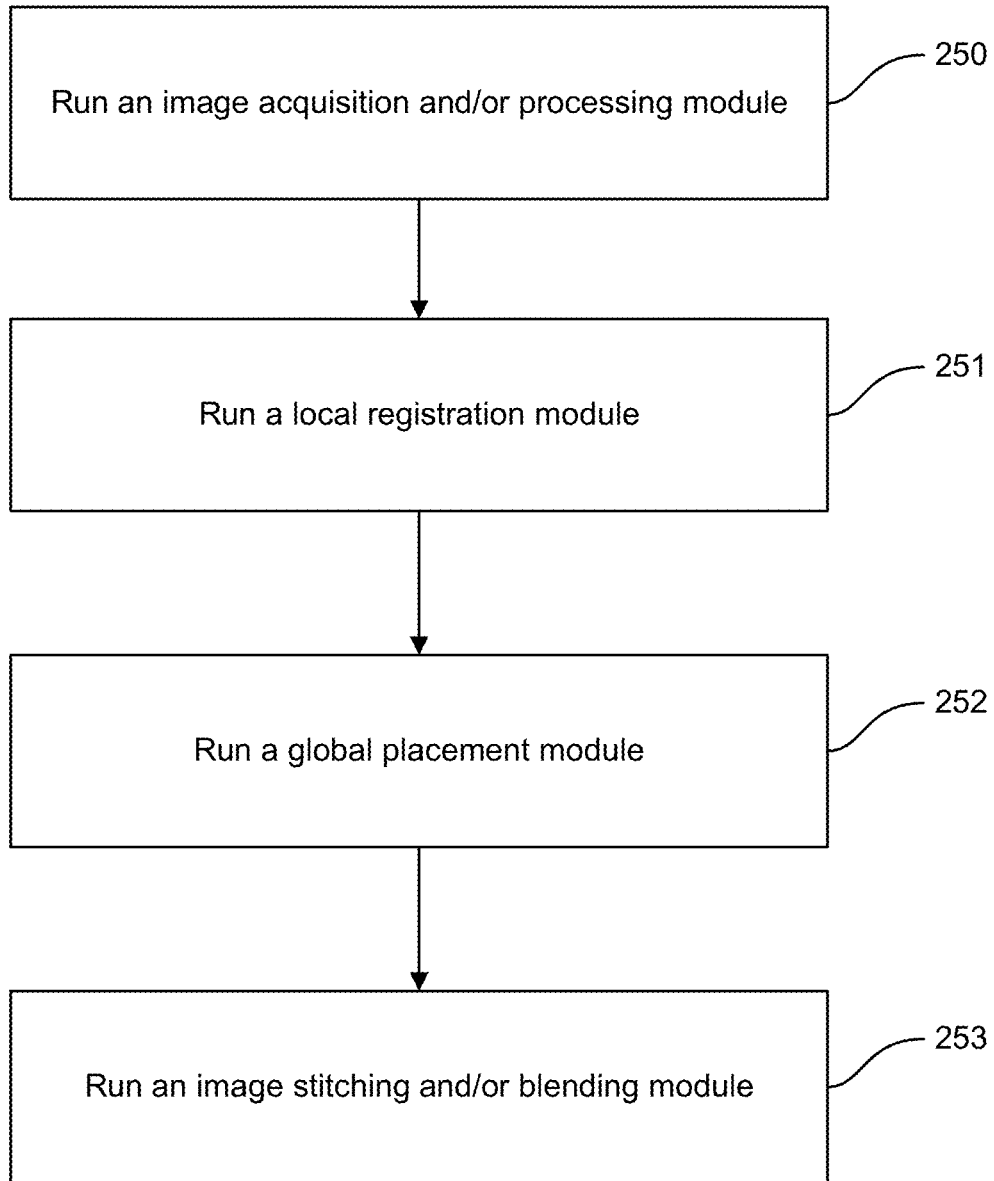 250
Run an image acquisition and/or processing module
251
Run a local registration module
252
Run a global placement module
253
Run an image stitching and/or blending module